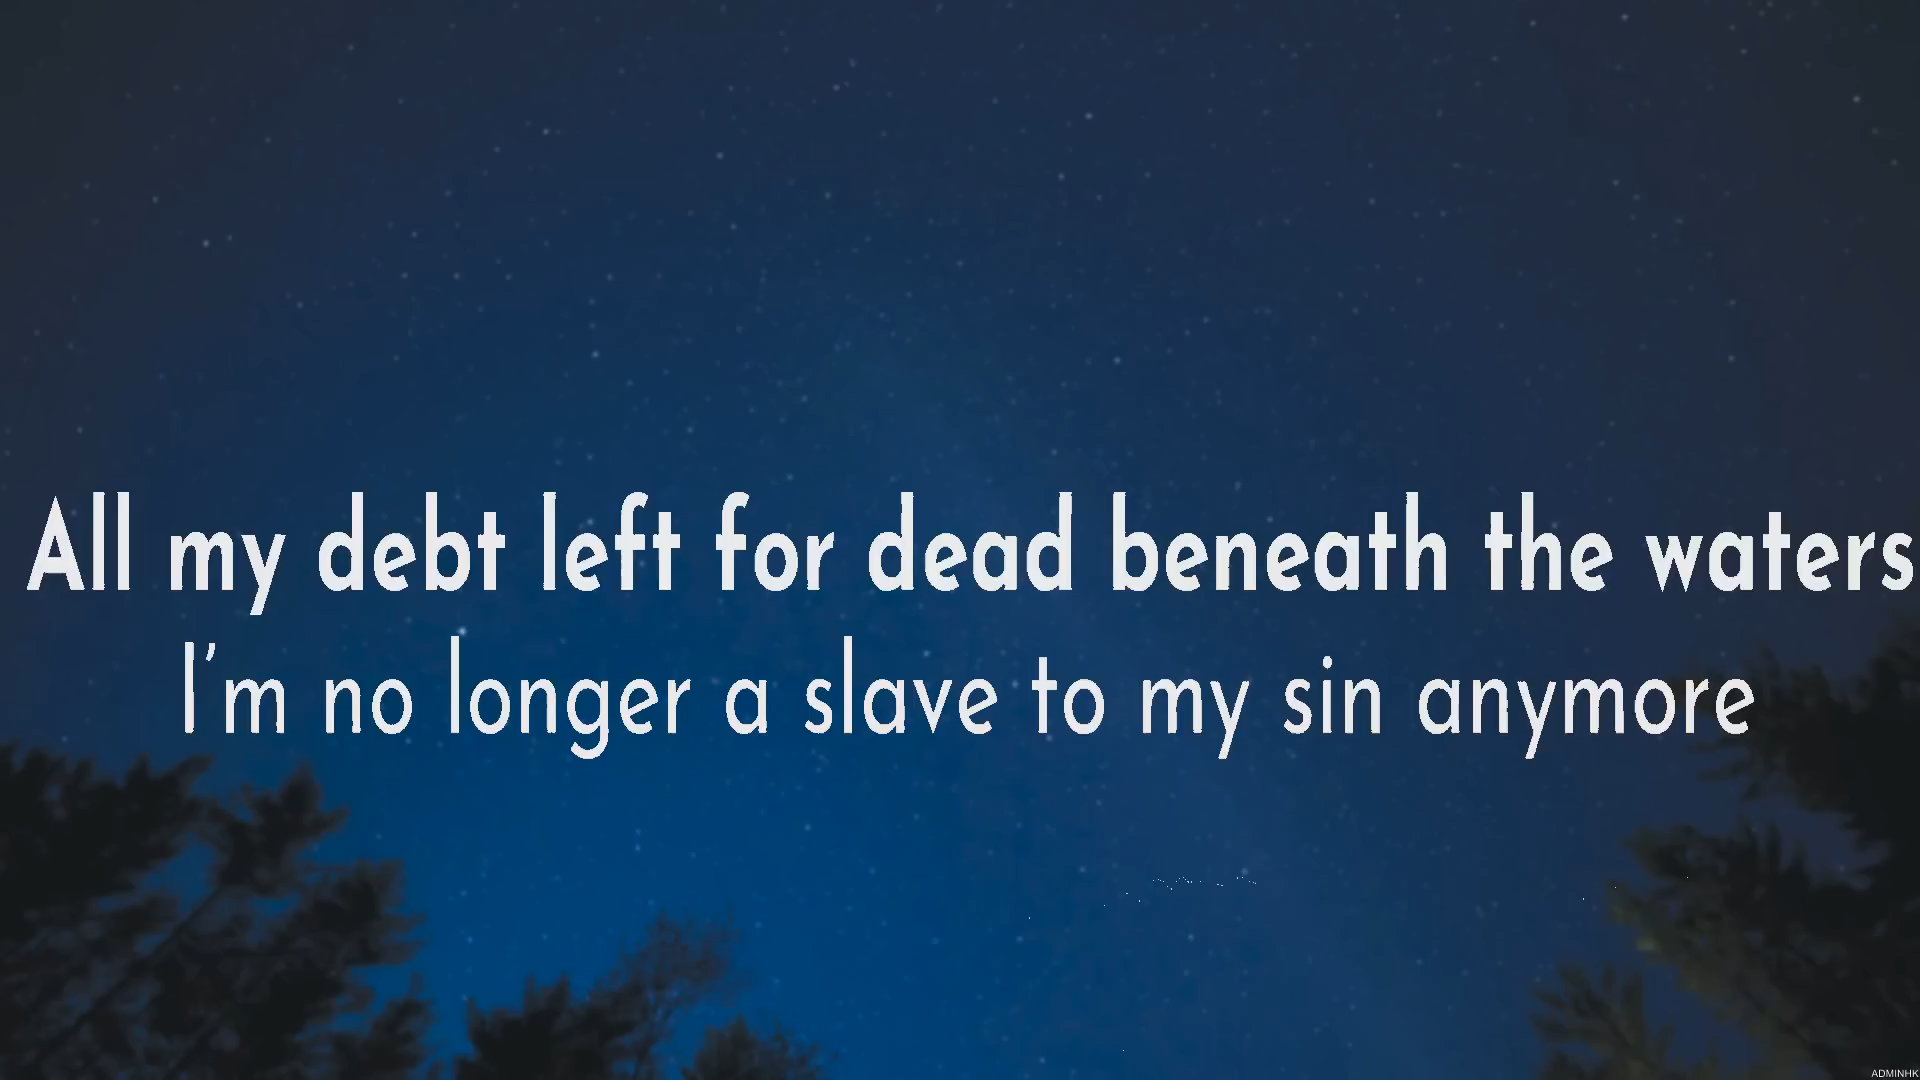 All my debt left for dead beneath the waters
I'm no longer a slave to my sin anymore
ADMINHK